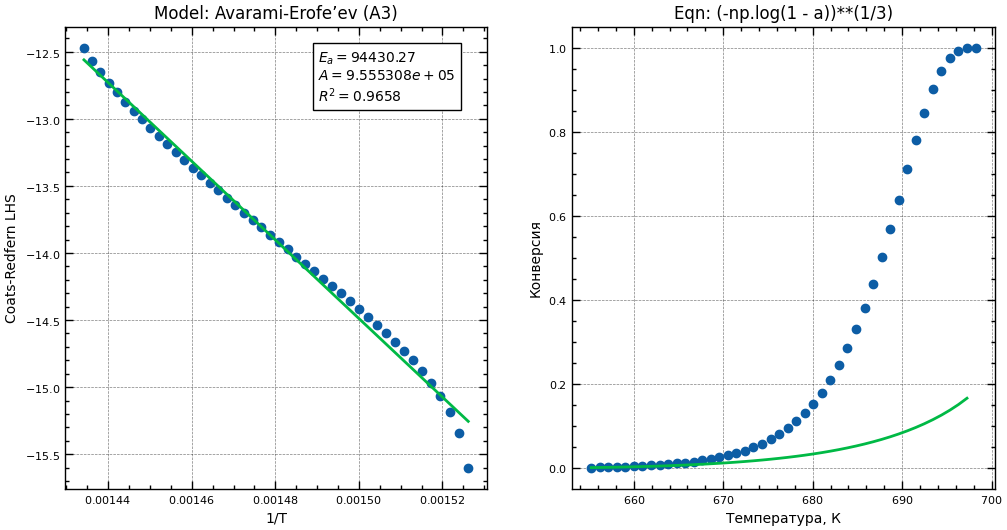 Model: Avarami-Erofe’ev (A3)
E_a = 94430.27
A = 9.555308e + 05
R^2 = 0.9658
−12.5
−13.0
−13.5
−14.0
−14.5
−15.0
−15.5
Coats-Redfern LHS
0.00144
0.00146
0.00148
0.00150
0.00152
1/T
Eqn: (-np.log(1 - a))**(1/3)
1.0
0.8
0.6
0.4
0.2
0.0
Конверсия
660
670
680
690
700
Температура, К